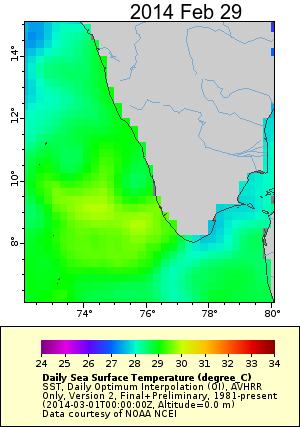 2014 Feb 29
14°
12°
10°
8°
74° 76° 78° 80°
24 25 26 27 28 29 30 31 32 33 34
Daily Sea Surface Temperature (degree_C)
SST, Daily Optimum Interpolation (OI), AVHRR
Only, Version 2, Final+Preliminary, 1981-present
(2014-03-01T00:00:00Z, Altitude=0.0 m)
Data courtesy of NOAA NCEI